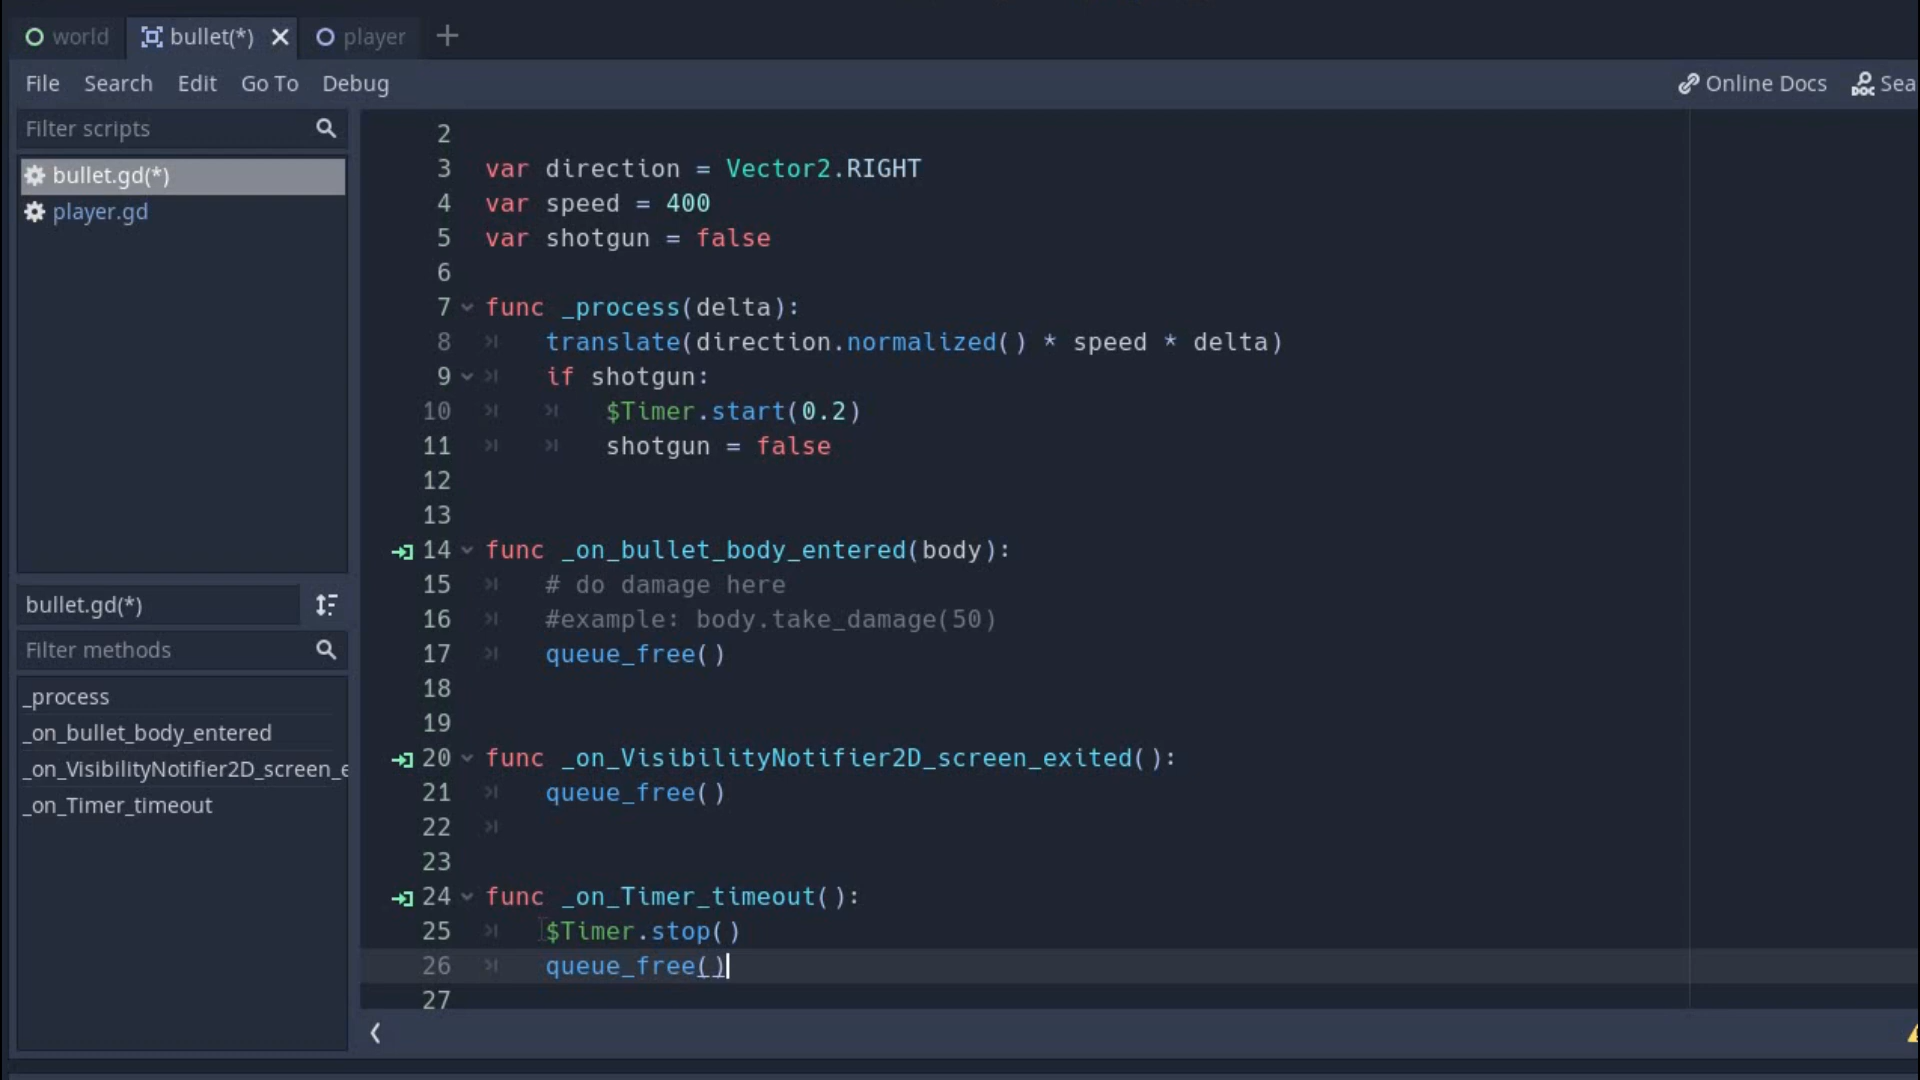 world bullet(*) player
File Search Edit Go To Debug Online Docs Sea
Filter scripts
bullet.gd(*)
player.gd
bullet.gd(*)
Filter methods
_process
_on_bullet_body_entered
_on_VisibilityNotifier2D_screen_e
_on_Timer_timeout
2
3 var direction = Vector2.RIGHT
4 var speed = 400
5 var shotgun = false
6
7 func _process(delta):
8 translate(direction.normalized() * speed * delta)
9 if shotgun:
10 $Timer.start(0.2)
11 shotgun = false
12
13
14 func _on_bullet_body_entered(body):
15 # do damage here
16 #example: body.take_damage(50)
17 queue_free()
18
19
20 func _on_VisibilityNotifier2D_screen_exited():
21 queue_free()
22
23
24 func _on_Timer_timeout():
25 $Timer.stop()
26 queue_free()
27